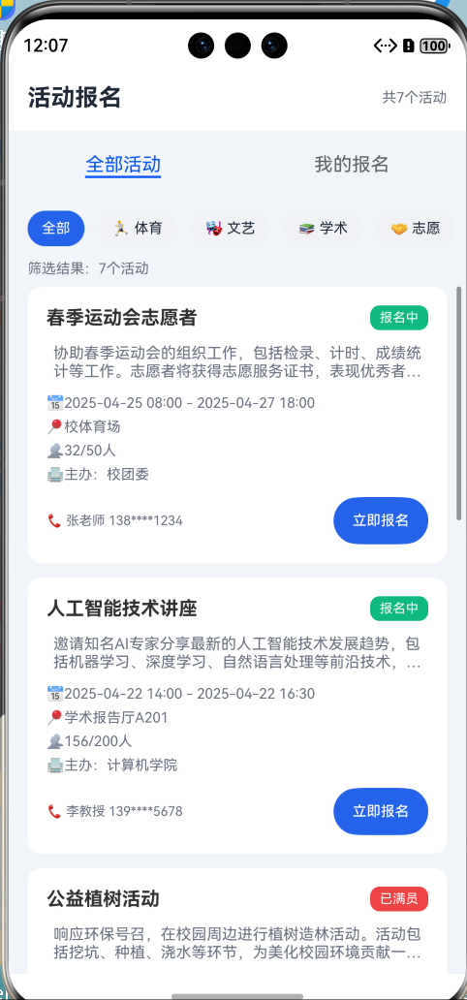 12:07
100
活动报名
共7个活动
全部活动
我的报名
全部
体育
文艺
学术
志愿
筛选结果：7个活动
春季运动会志愿者
报名中
协助春季运动会的组织工作，包括检录、计时、成绩统
计等工作。志愿者将获得志愿服务证书，表现优秀者...
15
2025-04-25 08:00 - 2025-04-27 18:00
校体育场
32/50人
主办：校团委
张老师 138****1234
立即报名
人工智能技术讲座
报名中
邀请知名AI专家分享最新的人工智能技术发展趋势，包
括机器学习、深度学习、自然语言处理等前沿技术，...
15
2025-04-22 14:00 - 2025-04-22 16:30
学术报告厅A201
156/200人
主办：计算机学院
李教授 139****5678
立即报名
公益植树活动
已满员
响应环保号召，在校园周边进行植树造林活动。活动包
括挖坑、种植、浇水等环节，为美化校园环境贡献一...